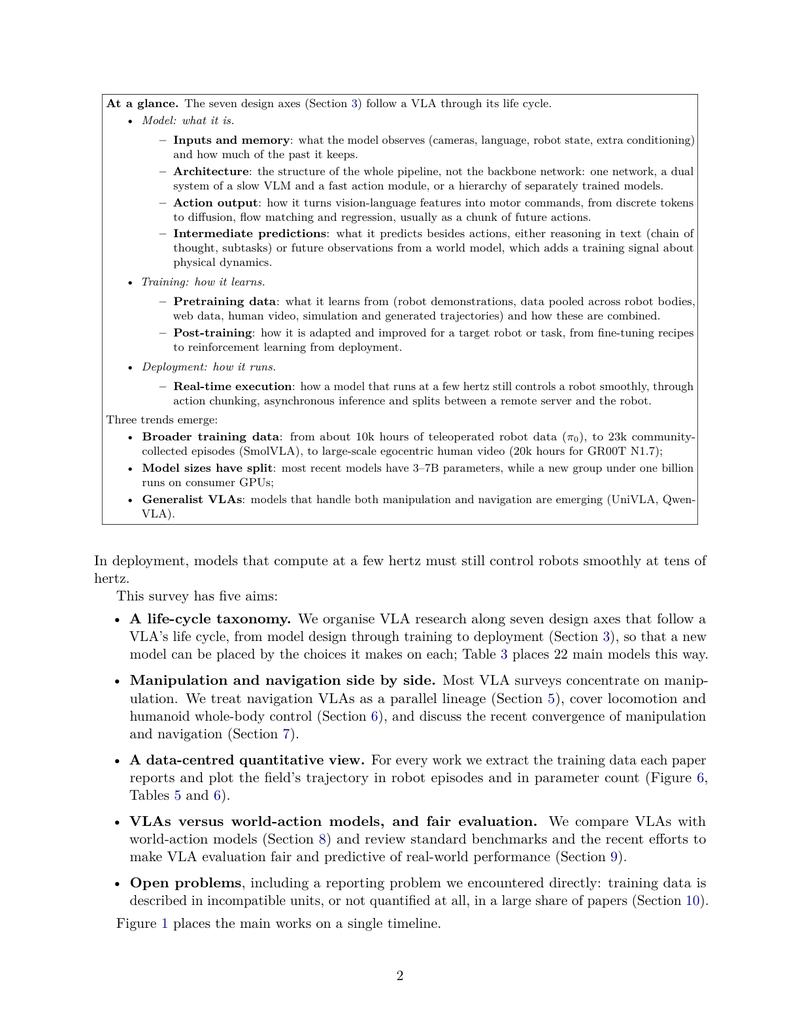 At a glance. The seven design axes (Section 3) follow a VLA through its life cycle.
• Model: what it is.
– Inputs and memory: what the model observes (cameras, language, robot state, extra conditioning)
and how much of the past it keeps.
– Architecture: the structure of the whole pipeline, not the backbone network: one network, a dual
system of a slow VLM and a fast action module, or a hierarchy of separately trained models.
– Action output: how it turns vision-language features into motor commands, from discrete tokens
to diffusion, flow matching and regression, usually as a chunk of future actions.
– Intermediate predictions: what it predicts besides actions, either reasoning in text (chain of
thought, subtasks) or future observations from a world model, which adds a training signal about
physical dynamics.
• Training: how it learns.
– Pretraining data: what it learns from (robot demonstrations, data pooled across robot bodies,
web data, human video, simulation and generated trajectories) and how these are combined.
– Post-training: how it is adapted and improved for a target robot or task, from fine-tuning recipes
to reinforcement learning from deployment.
• Deployment: how it runs.
– Real-time execution: how a model that runs at a few hertz still controls a robot smoothly, through
action chunking, asynchronous inference and splits between a remote server and the robot.
Three trends emerge:
• Broader training data: from about 10k hours of teleoperated robot data (π0), to 23k community-
collected episodes (SmolVLA), to large-scale egocentric human video (20k hours for GR00T N1.7);
• Model sizes have split: most recent models have 3–7B parameters, while a new group under one billion
runs on consumer GPUs;
• Generalist VLAs: models that handle both manipulation and navigation are emerging (UniVLA, Qwen-
VLA).
In deployment, models that compute at a few hertz must still control robots smoothly at tens of
hertz.
This survey has five aims:
• A life-cycle taxonomy. We organise VLA research along seven design axes that follow a
VLA's life cycle, from model design through training to deployment (Section 3), so that a new
model can be placed by the choices it makes on each; Table 3 places 22 main models this way.
• Manipulation and navigation side by side. Most VLA surveys concentrate on manip-
ulation. We treat navigation VLAs as a parallel lineage (Section 5), cover locomotion and
humanoid whole-body control (Section 6), and discuss the recent convergence of manipulation
and navigation (Section 7).
• A data-centred quantitative view. For every work we extract the training data each paper
reports and plot the field's trajectory in robot episodes and in parameter count (Figure 6,
Tables 5 and 6).
• VLAs versus world-action models, and fair evaluation. We compare VLAs with
world-action models (Section 8) and review standard benchmarks and the recent efforts to
make VLA evaluation fair and predictive of real-world performance (Section 9).
• Open problems, including a reporting problem we encountered directly: training data is
described in incompatible units, or not quantified at all, in a large share of papers (Section 10).
Figure 1 places the main works on a single timeline.
2